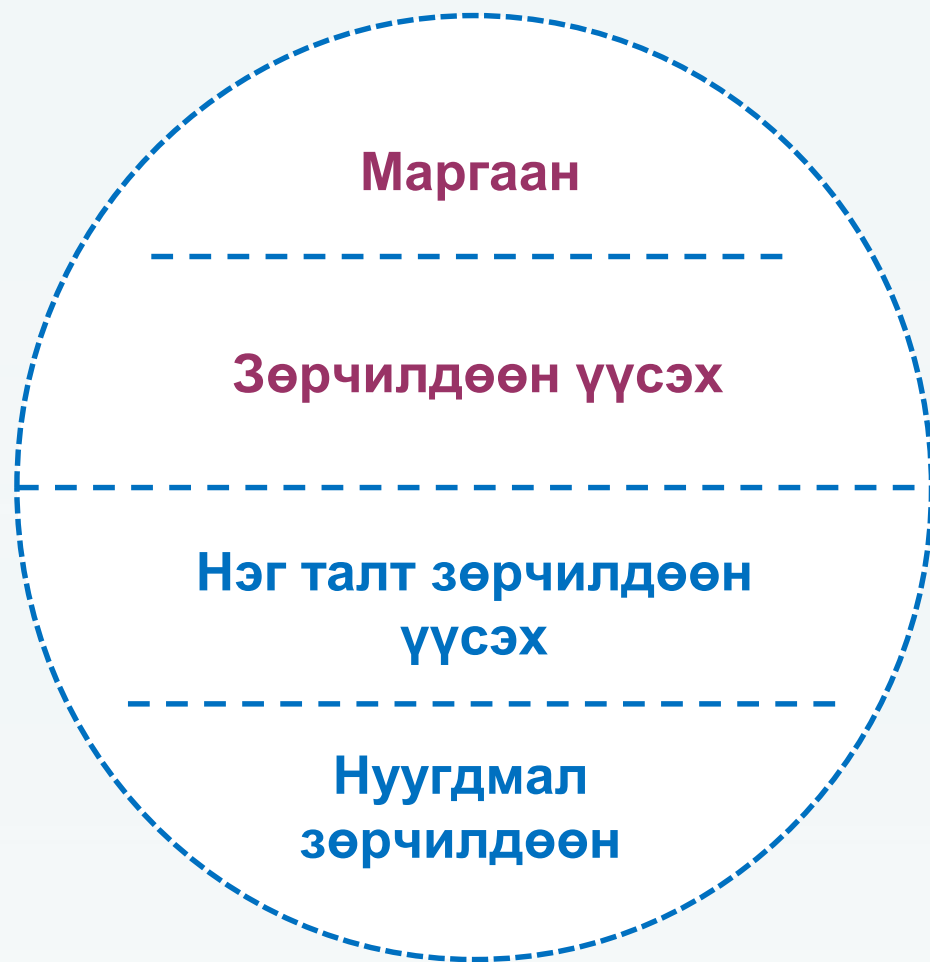 Маргаан
Зөрчилдөөн үүсэх
Нэг талт зөрчилдөөн
үүсэх
Нуугдмал
зөрчилдөөн